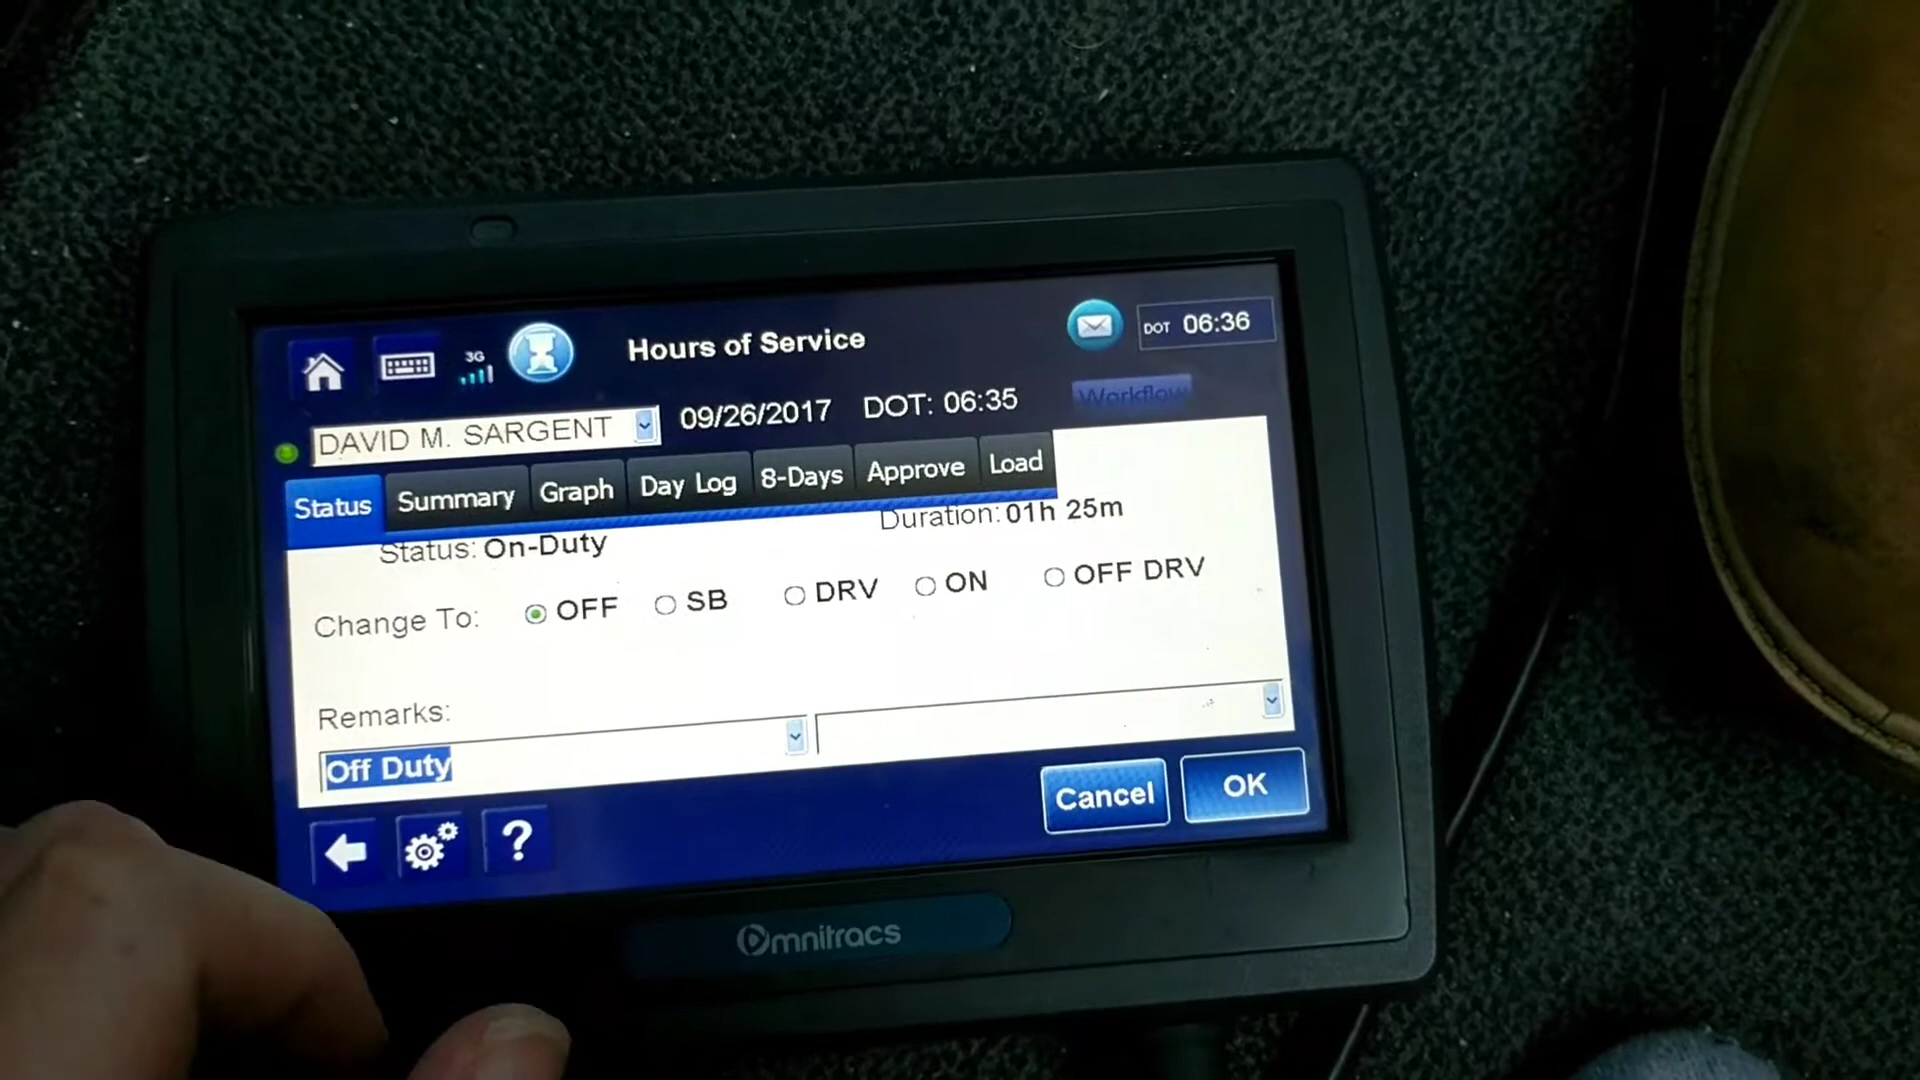 3G
Hours of Service
DOT 06:36
DAVID M. SARGENT
09/26/2017
DOT: 06:35
Workflow
Status Summary Graph Day Log 8-Days Approve Load
Status: On-Duty
Duration: 01h 25m
Change To: OFF SB DRV ON OFF DRV
Remarks:
Off Duty
?
Cancel OK
Omnitracs